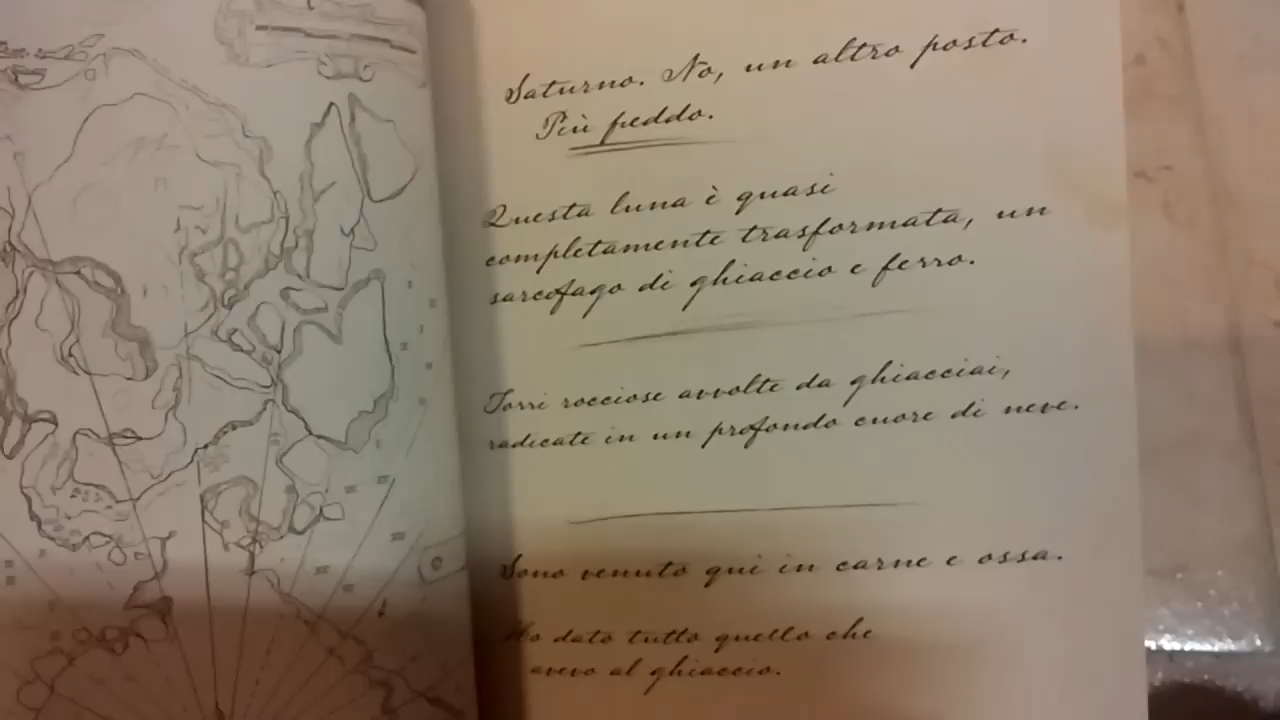 Saturno. No, un altro posto.
Più freddo.
Questa luna è quasi
completamente trasformata, un
sarcofago di ghiaccio e ferro.
Torri rocciose avvolte da ghiacciai,
radicate in un profondo cuore di neve.
Sono venuto qui in carne e ossa.
Ho dato tutto quello che
avevo al ghiaccio.